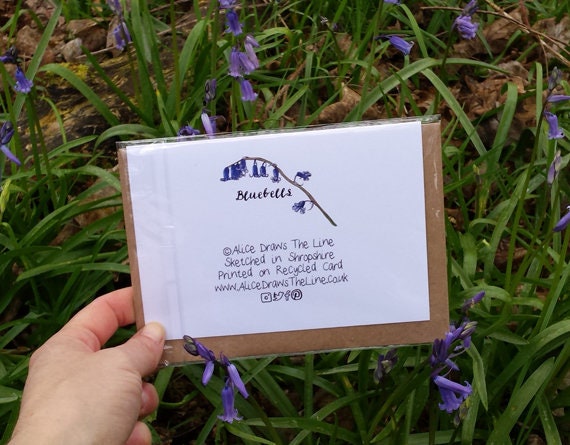 Bluebells
©Alice Draws The Line
Sketched in Shropshire
Printed on Recycled Card
www.AliceDrawsTheLine.co.uk